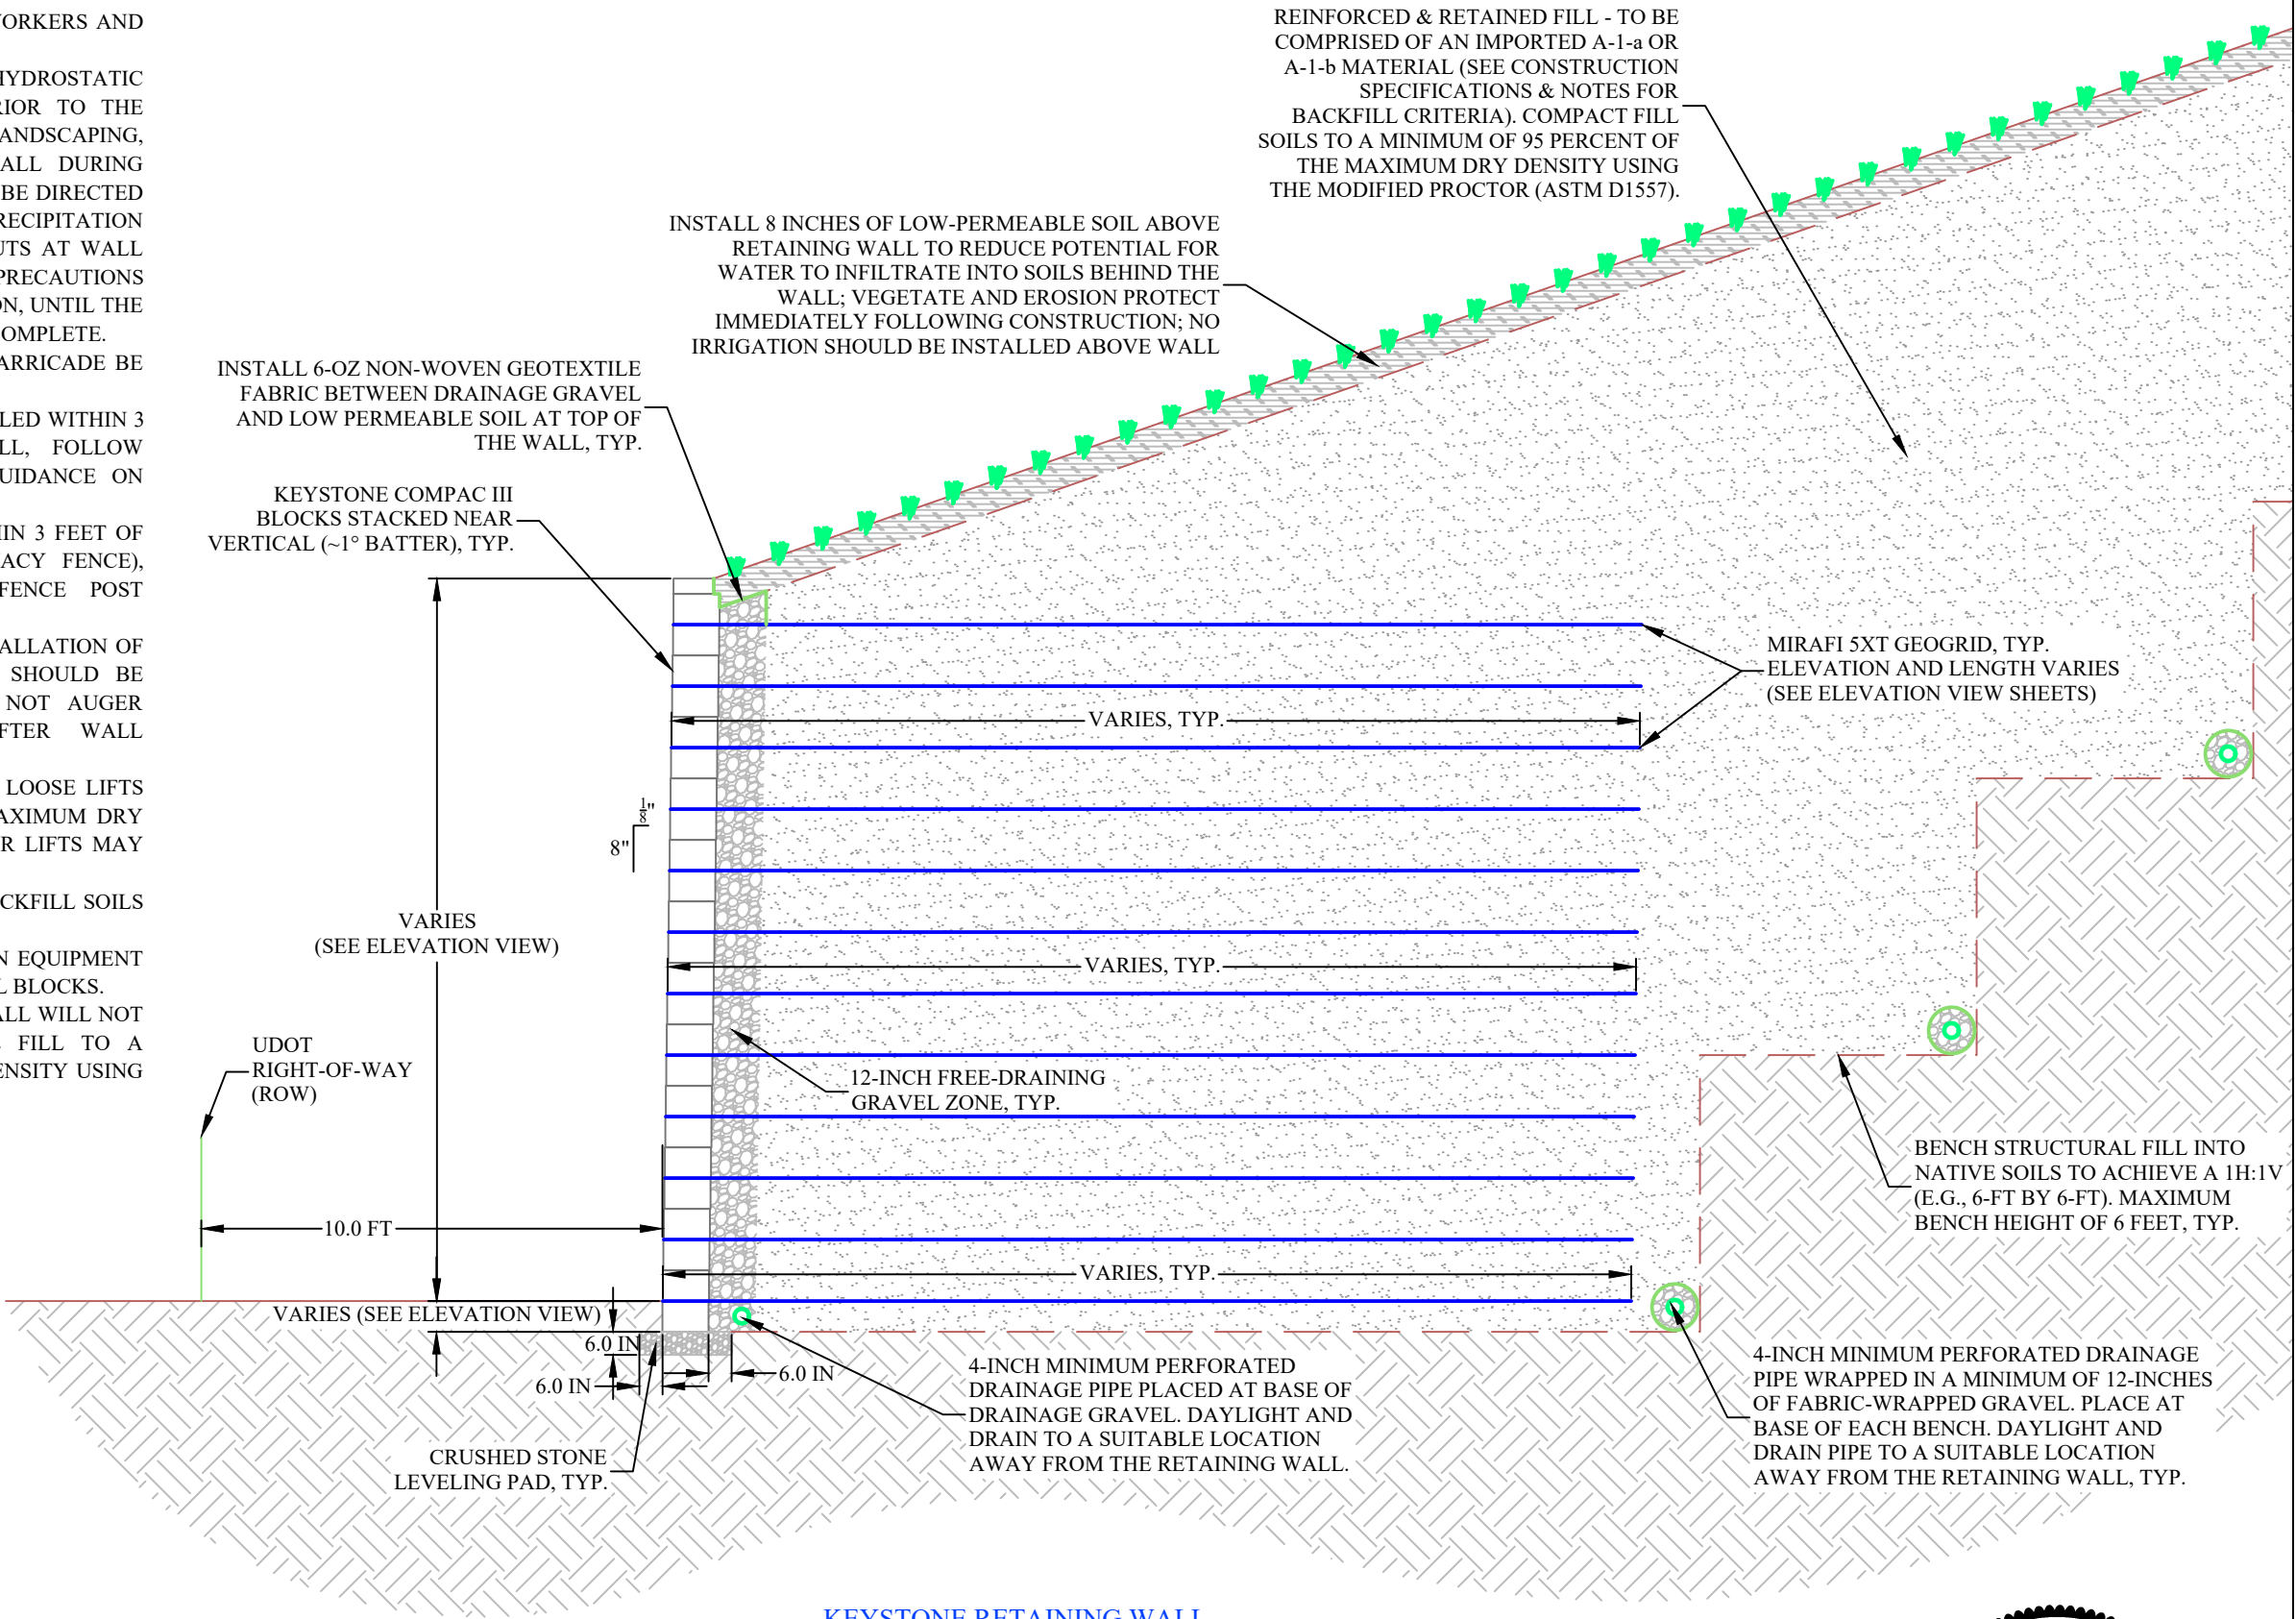 ORKERS AND
HYDROSTATIC
RIOR TO THE
ANDSCAPING,
ALL DURING
BE DIRECTED
RECIPITATION
UTS AT WALL
PRECAUTIONS
ON, UNTIL THE
OMPLETE.
ARRICADE BE
LLED WITHIN 3
LL, FOLLOW
UIDANCE ON
IN 3 FEET OF
ACY FENCE),
FENCE POST
ALLATION OF
SHOULD BE
NOT AUGER
FTER WALL
LOOSE LIFTS
AXIMUM DRY
R LIFTS MAY
CKFILL SOILS
N EQUIPMENT
L BLOCKS.
ALL WILL NOT
FILL TO A
ENSITY USING
REINFORCED & RETAINED FILL - TO BE
COMPRISED OF AN IMPORTED A-1-a OR
A-1-b MATERIAL (SEE CONSTRUCTION
SPECIFICATIONS & NOTES FOR
BACKFILL CRITERIA). COMPACT FILL
SOILS TO A MINIMUM OF 95 PERCENT OF
THE MAXIMUM DRY DENSITY USING
THE MODIFIED PROCTOR (ASTM D1557).
INSTALL 8 INCHES OF LOW-PERMEABLE SOIL ABOVE
RETAINING WALL TO REDUCE POTENTIAL FOR
WATER TO INFILTRATE INTO SOILS BEHIND THE
WALL; VEGETATE AND EROSION PROTECT
IMMEDIATELY FOLLOWING CONSTRUCTION; NO
IRRIGATION SHOULD BE INSTALLED ABOVE WALL
INSTALL 6-OZ NON-WOVEN GEOTEXTILE
FABRIC BETWEEN DRAINAGE GRAVEL
AND LOW PERMEABLE SOIL AT TOP OF
THE WALL, TYP.
KEYSTONE COMPAC III
BLOCKS STACKED NEAR
VERTICAL (~1° BATTER), TYP.
MIRAFI 5XT GEOGRID, TYP.
ELEVATION AND LENGTH VARIES
(SEE ELEVATION VIEW SHEETS)
VARIES, TYP.
1/8"
8"
VARIES
(SEE ELEVATION VIEW)
VARIES, TYP.
UDOT
RIGHT-OF-WAY
(ROW)
12-INCH FREE-DRAINING
GRAVEL ZONE, TYP.
BENCH STRUCTURAL FILL INTO
NATIVE SOILS TO ACHIEVE A 1H:1V
(E.G., 6-FT BY 6-FT). MAXIMUM
BENCH HEIGHT OF 6 FEET, TYP.
10.0 FT
VARIES, TYP.
VARIES (SEE ELEVATION VIEW)
6.0 IN
6.0 IN
6.0 IN
4-INCH MINIMUM PERFORATED
DRAINAGE PIPE PLACED AT BASE OF
DRAINAGE GRAVEL. DAYLIGHT AND
DRAIN TO A SUITABLE LOCATION
AWAY FROM THE RETAINING WALL.
4-INCH MINIMUM PERFORATED DRAINAGE
PIPE WRAPPED IN A MINIMUM OF 12-INCHES
OF FABRIC-WRAPPED GRAVEL. PLACE AT
BASE OF EACH BENCH. DAYLIGHT AND
DRAIN PIPE TO A SUITABLE LOCATION
AWAY FROM THE RETAINING WALL, TYP.
CRUSHED STONE
LEVELING PAD, TYP.
KEYSTONE RETAINING WALL